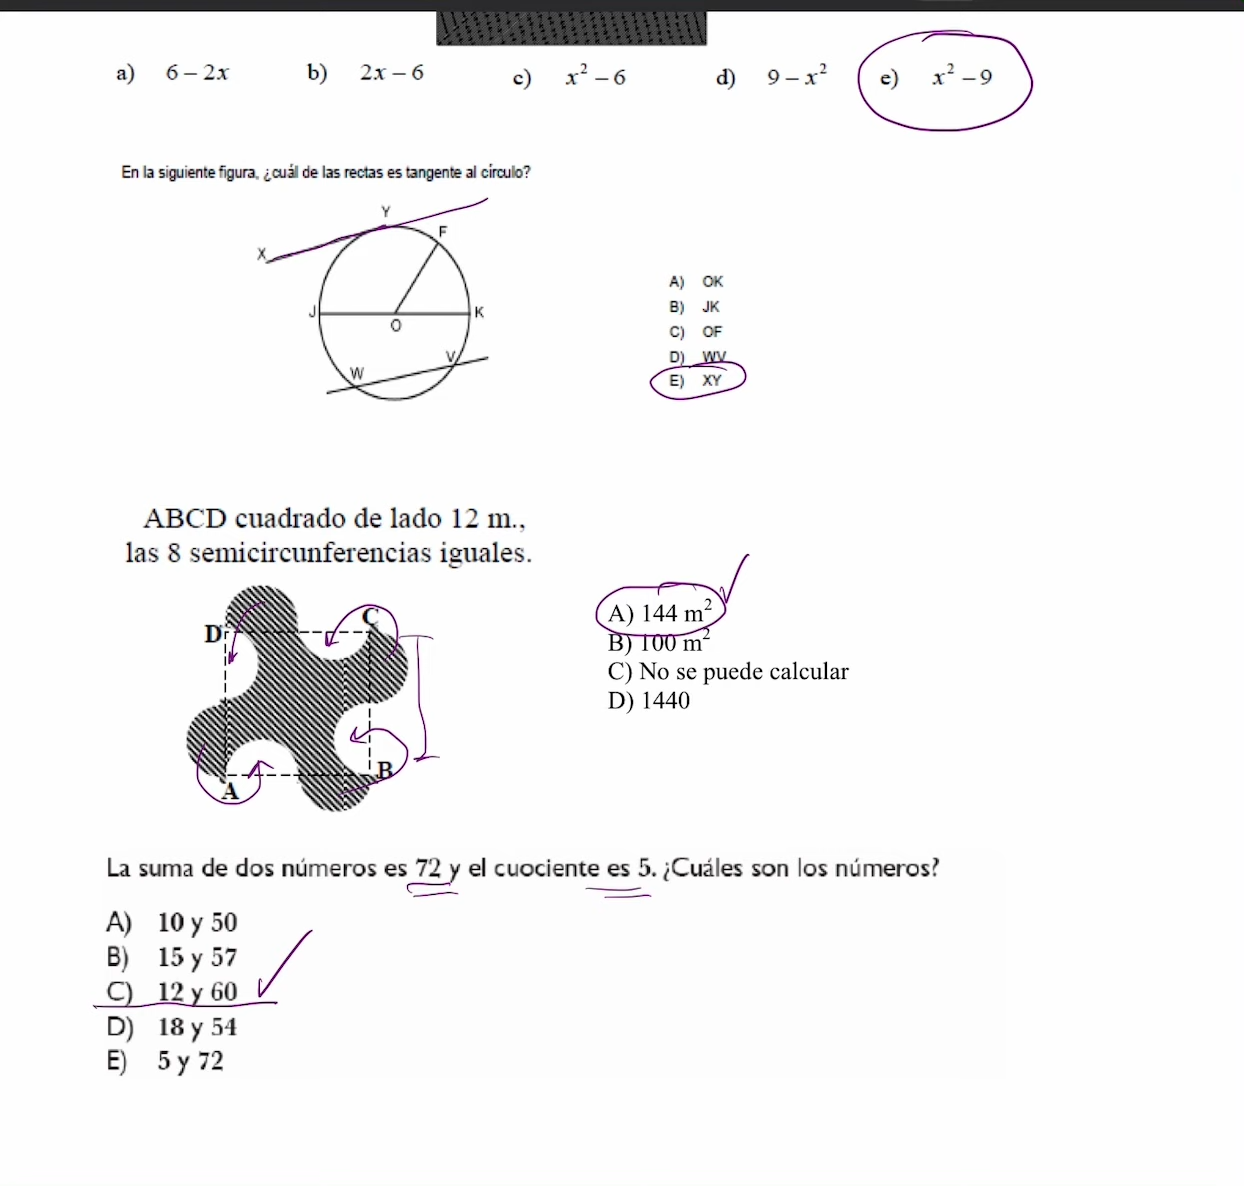 a) 6 – 2x b) 2x – 6 c) x² – 6 d) 9 – x² e) x² – 9
En la siguiente figura, ¿cuál de las rectas es tangente al círculo?
Y
F
X
J
K
O
V
W
A) OK
B) JK
C) OF
D) WV
E) XY
ABCD cuadrado de lado 12 m.,
las 8 semicircunferencias iguales.
D C
A B
A) 144 m²
B) 100 m²
C) No se puede calcular
D) 1440
La suma de dos números es 72 y el cuociente es 5. ¿Cuáles son los números?
A) 10 y 50
B) 15 y 57
C) 12 y 60
D) 18 y 54
E) 5 y 72